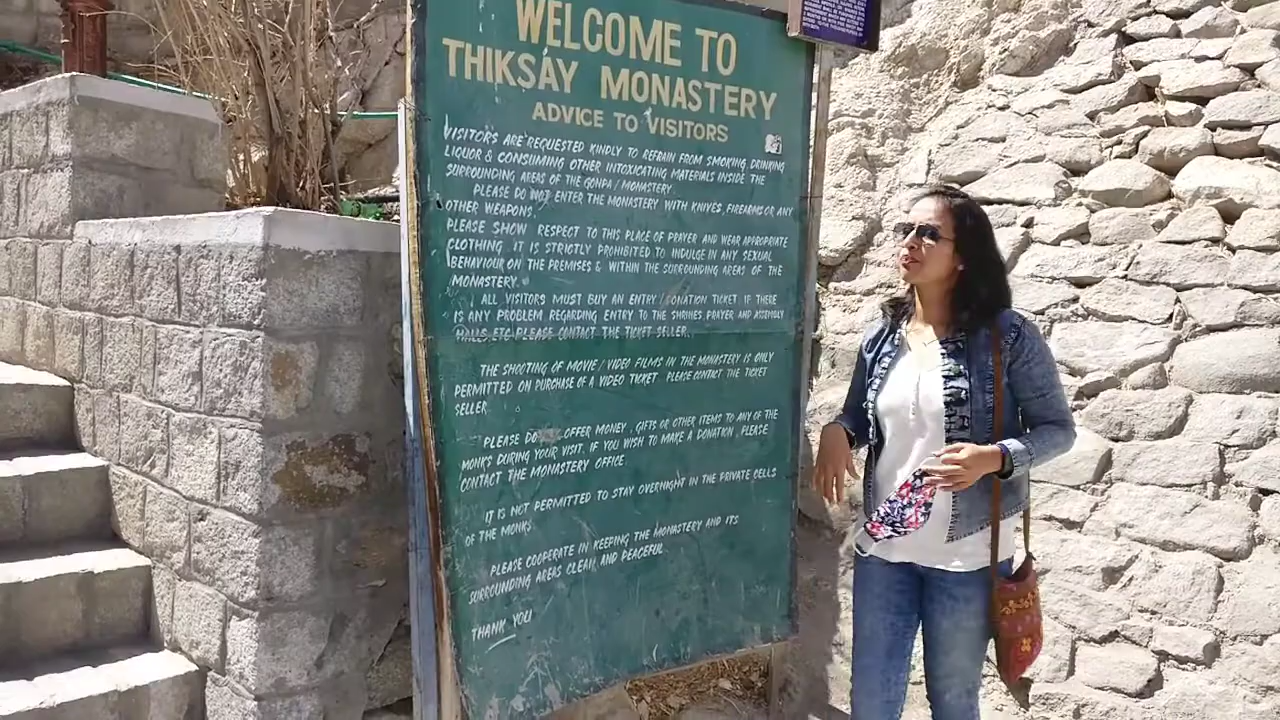 WELCOME TO
THIKSAY MONASTERY
ADVICE TO VISITORS
VISITORS ARE REQUESTED KINDLY TO REFRAIN FROM SMOKING, DRINKING
LIQUOR & CONSUMING OTHER INTOXICATING MATERIALS INSIDE THE
SURROUNDING AREAS OF THE GONPA / MONASTERY.
PLEASE DO NOT ENTER THE MONASTERY WITH KNIVES, FIREARMS OR ANY
OTHER WEAPONS.
PLEASE SHOW RESPECT TO THIS PLACE OF PRAYER AND WEAR APPROPRIATE
CLOTHING. IT IS STRICTLY PROHIBITED TO INDULGE IN ANY SEXUAL
BEHAVIOUR ON THE PREMISES & WITHIN THE SURROUNDING AREAS OF THE
MONASTERY.
ALL VISITORS MUST BUY AN ENTRY / DONATION TICKET. IF THERE
IS ANY PROBLEM REGARDING ENTRY TO THE SHRINES PRAYER AND ASSEMBLY
HALLS, ETC. PLEASE CONTACT THE TICKET SELLER.
THE SHOOTING OF MOVIE / VIDEO FILMS IN THE MONASTERY IS ONLY
PERMITTED ON PURCHASE OF A VIDEO TICKET. PLEASE CONTACT THE TICKET
SELLER.
PLEASE DO OFFER MONEY, GIFTS OR OTHER ITEMS TO ANY OF THE
MONKS DURING YOUR VISIT. IF YOU WISH TO MAKE A DONATION, PLEASE
CONTACT THE MONASTERY OFFICE.
IT IS NOT PERMITTED TO STAY OVERNIGHT IN THE PRIVATE CELLS
OF THE MONKS.
PLEASE COOPERATE IN KEEPING THE MONASTERY AND ITS
SURROUNDING AREAS CLEAN, AND PEACEFUL
THANK YOU